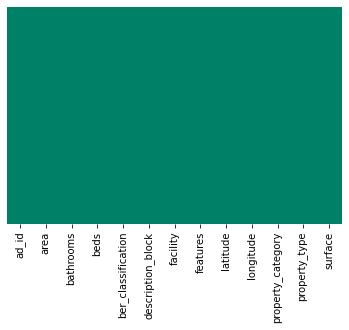 ad_id
area
bathrooms
beds
ber_classification
description_block
facility
features
latitude
longitude
property_category
property_type
surface